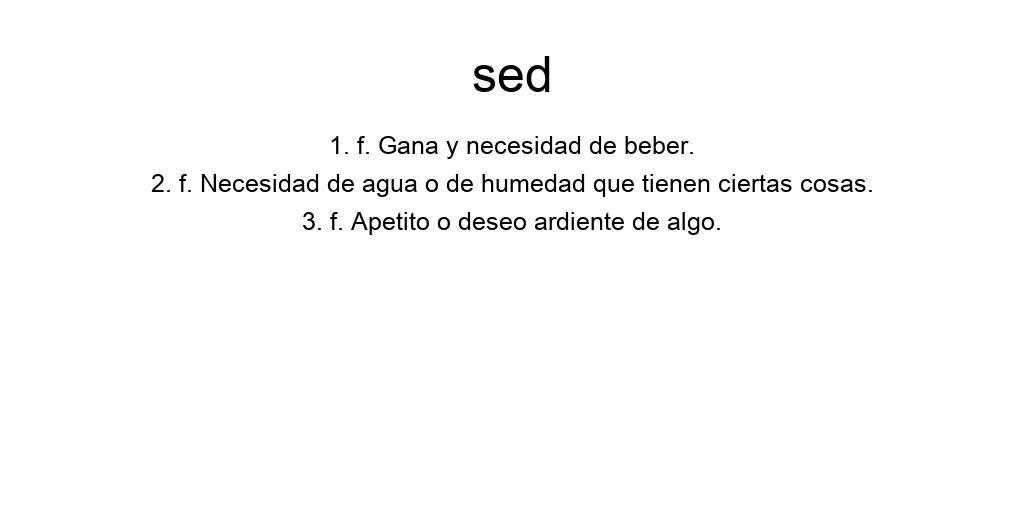 sed
1. f. Gana y necesidad de beber.
2. f. Necesidad de agua o de humedad que tienen ciertas cosas.
3. f. Apetito o deseo ardiente de algo.